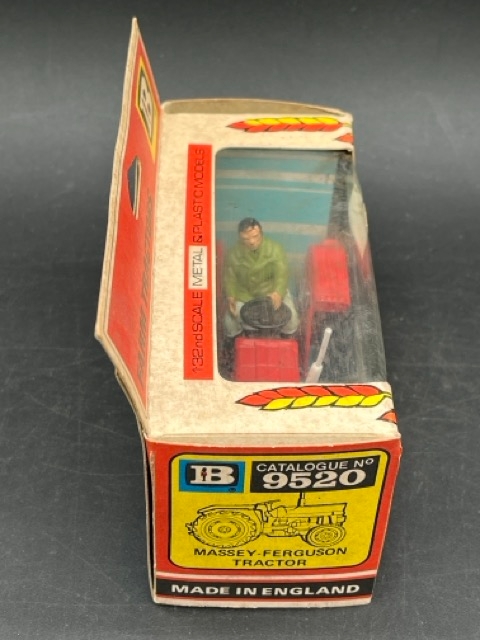 1:32nd SCALE METAL & PLASTIC MODELS
B
CATALOGUE Nº
9520
MASSEY-FERGUSON
TRACTOR
MADE IN ENGLAND